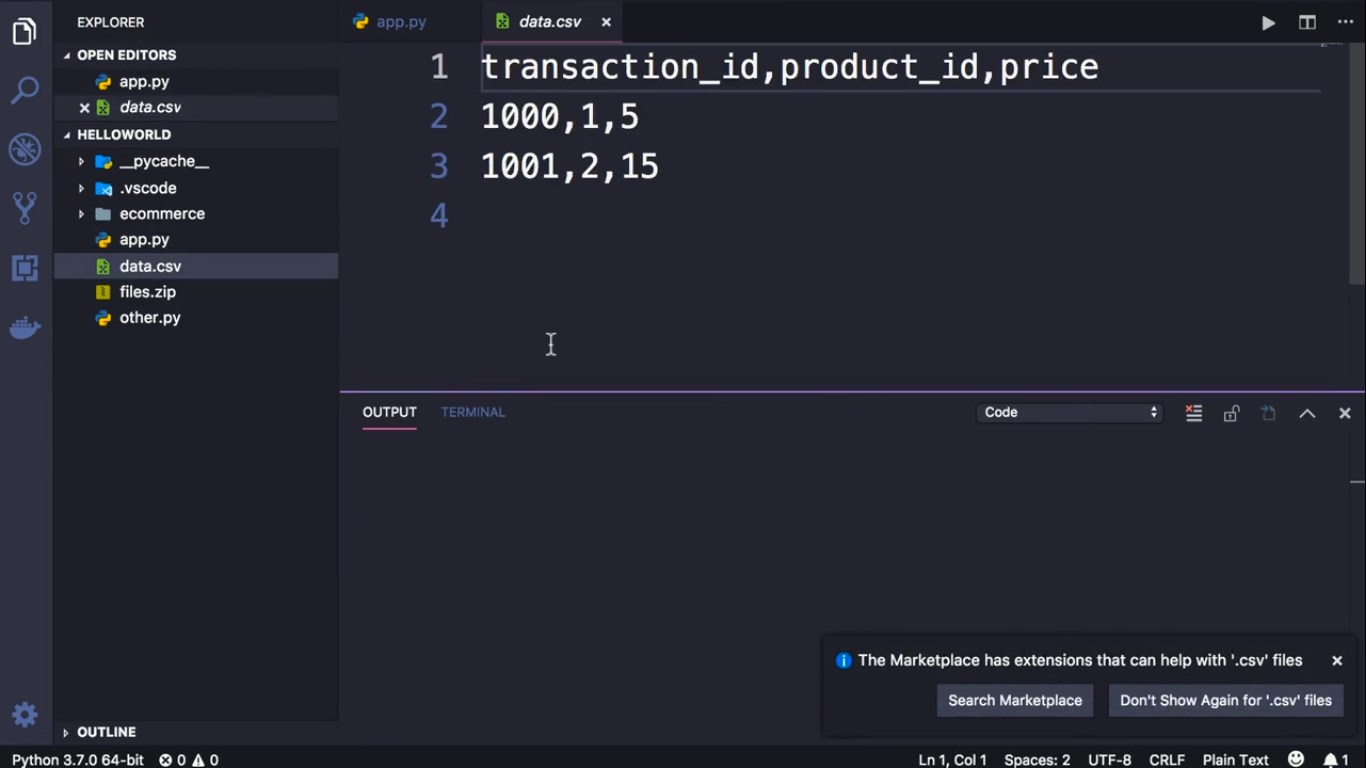 EXPLORER
OPEN EDITORS
app.py
data.csv
HELLOWORLD
__pycache__
.vscode
ecommerce
app.py
data.csv
files.zip
other.py
OUTLINE
app.py data.csv
1 transaction_id,product_id,price
2 1000,1,5
3 1001,2,15
4
OUTPUT TERMINAL Code
The Marketplace has extensions that can help with '.csv' files
Search Marketplace Don't Show Again for '.csv' files
Python 3.7.0 64-bit 0 0 Ln 1, Col 1 Spaces: 2 UTF-8 CRLF Plain Text 1